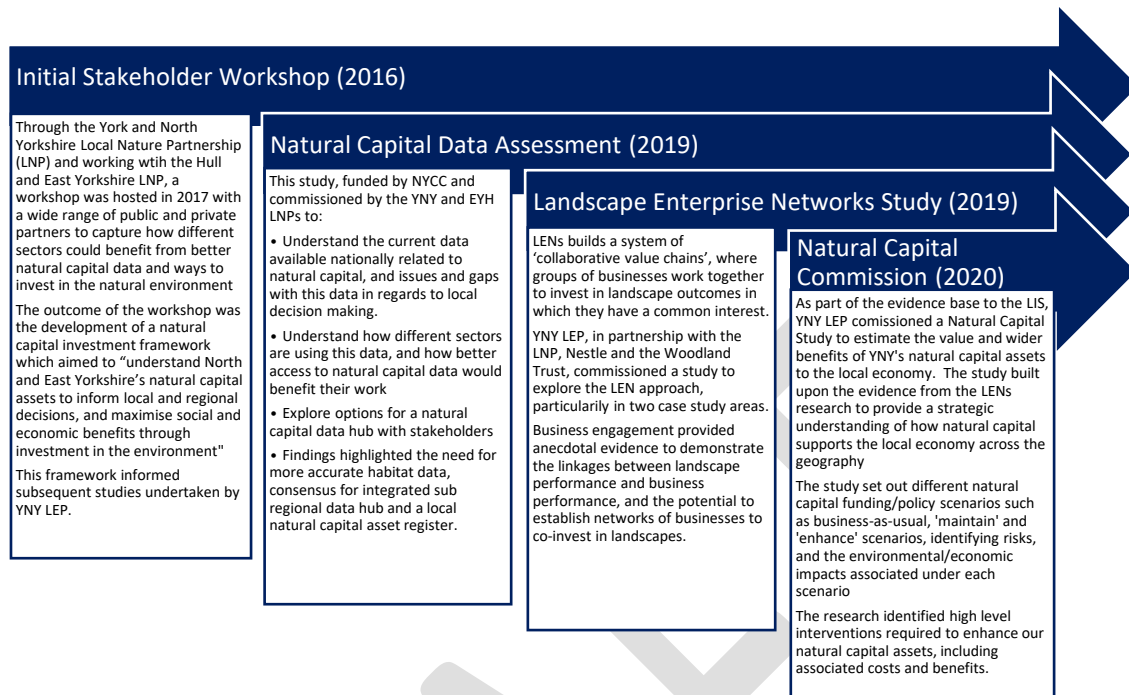 Initial Stakeholder Workshop (2016)
Through the York and North
Yorkshire Local Nature Partnership
(LNP) and working wtih the Hull
and East Yorkshire LNP, a
workshop was hosted in 2017 with
a wide range of public and private
partners to capture how different
sectors could benefit from better
natural capital data and ways to
invest in the natural environment
The outcome of the workshop was
the development of a natural
capital investment framework
which aimed to “understand North
and East Yorkshire’s natural capital
assets to inform local and regional
decisions, and maximise social and
economic benefits through
investment in the environment"
This framework informed
subsequent studies undertaken by
YNY LEP.
Natural Capital Data Assessment (2019)
This study, funded by NYCC and
commissioned by the YNY and EYH
LNPs to:
• Understand the current data
available nationally related to
natural capital, and issues and gaps
with this data in regards to local
decision making.
• Understand how different sectors
are using this data, and how better
access to natural capital data would
benefit their work
• Explore options for a natural
capital data hub with stakeholders
• Findings highlighted the need for
more accurate habitat data,
consensus for integrated sub
regional data hub and a local
natural capital asset register.
Landscape Enterprise Networks Study (2019)
LENs builds a system of
‘collaborative value chains’, where
groups of businesses work together
to invest in landscape outcomes in
which they have a common interest.
YNY LEP, in partnership with the
LNP, Nestle and the Woodland
Trust, commissioned a study to
explore the LEN approach,
particularly in two case study areas.
Business engagement provided
anecdotal evidence to demonstrate
the linkages between landscape
performance and business
performance, and the potential to
establish networks of businesses to
co-invest in landscapes.
Natural Capital
Commission (2020)
As part of the evidence base to the LIS,
YNY LEP comissioned a Natural Capital
Study to estimate the value and wider
benefits of YNY's natural capital assets
to the local economy. The study built
upon the evidence from the LENs
research to provide a strategic
understanding of how natural capital
supports the local economy across the
geography
The study set out different natural
capital funding/policy scenarios such
as business-as-usual, 'maintain' and
'enhance' scenarios, identifying risks,
and the environmental/economic
impacts associated under each
scenario
The research identified high level
interventions required to enhance our
natural capital assets, including
associated costs and benefits.